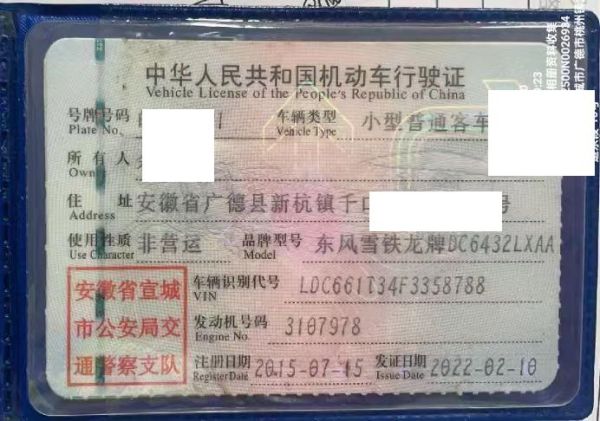 中华人民共和国机动车行驶证
Vehicle License of the People's Republic of China
号牌号码 车辆类型 小型普通客车
Plate No. Vehicle Type
所有人
Owner
住址 安徽省广德县新杭镇千口 号
Address
使用性质 非营运 品牌型号 东风雪铁龙牌DC6432LXAA
Use Character Model
安徽省宣城
市公安局交
通警察支队
车辆识别代号 LDC661T34F3358788
VIN
发动机号码 3107978
Engine No.
注册日期 2015-07-15 发证日期 2022-02-10
Register Date Issue Date